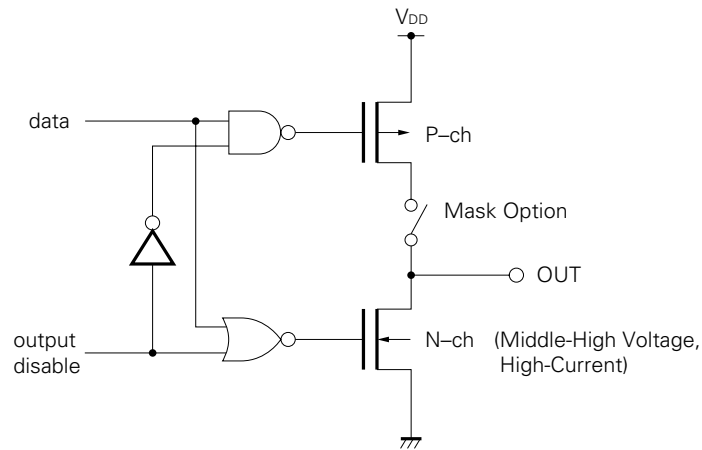 VDD
data
P–ch
Mask Option
OUT
output
disable
N–ch (Middle-High Voltage,
High-Current)